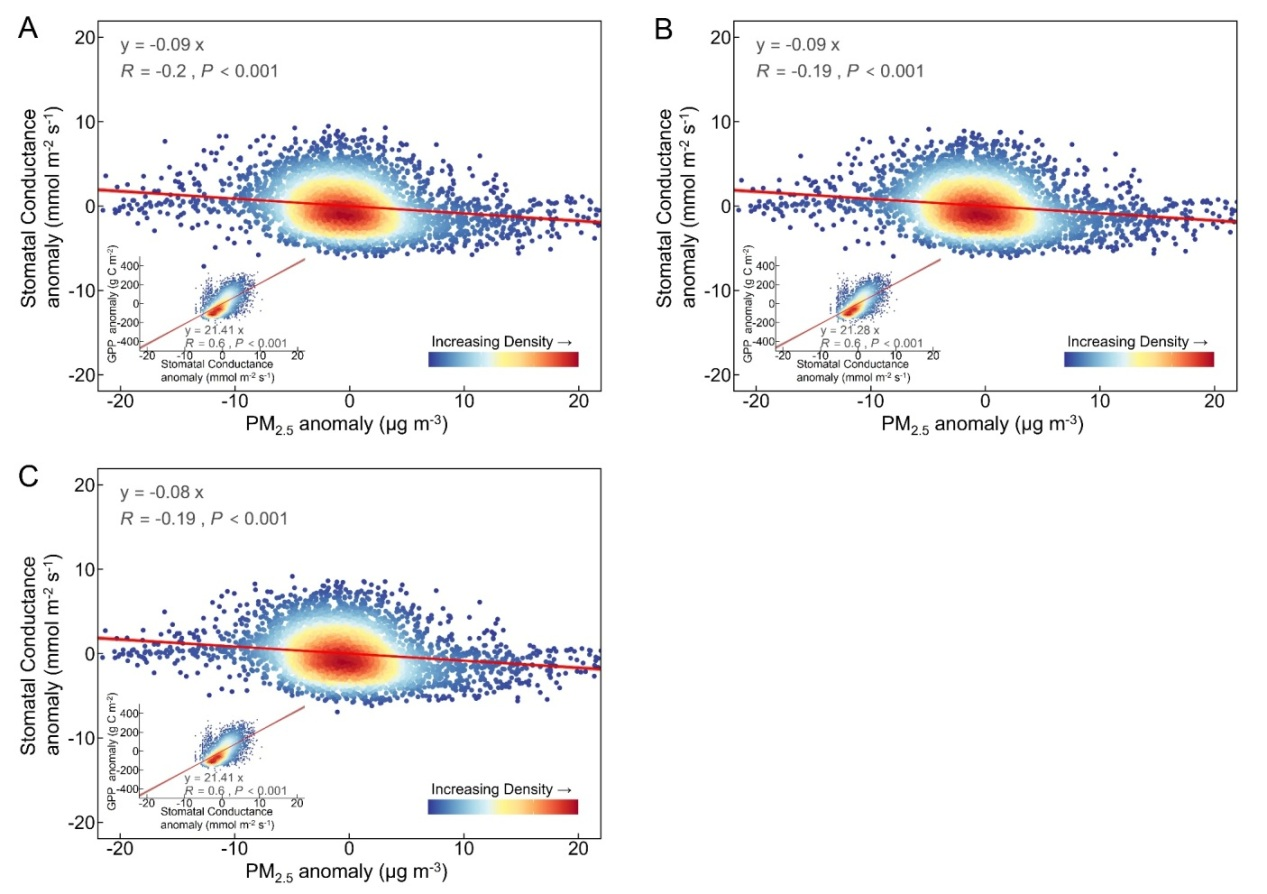 A
y = -0.09 x
R = -0.2 , P < 0.001
Stomatal Conductance
anomaly (mmol m⁻² s⁻¹)
20
10
0
-10
-20
-20 -10 0 10 20
PM₂.₅ anomaly (µg m⁻³)
Increasing Density →
GPP anomaly (g C m⁻²)
400
200
0
-200
-400
y = 21.41 x
R = 0.6 , P < 0.001
-20 -10 0 10 20
Stomatal Conductance
anomaly (mmol m⁻² s⁻¹)
B
y = -0.09 x
R = -0.19 , P < 0.001
Stomatal Conductance
anomaly (mmol m⁻² s⁻¹)
20
10
0
-10
-20
-20 -10 0 10 20
PM₂.₅ anomaly (µg m⁻³)
Increasing Density →
GPP anomaly (g C m⁻²)
400
200
0
-200
-400
y = 21.28 x
R = 0.6 , P < 0.001
-20 -10 0 10 20
Stomatal Conductance
anomaly (mmol m⁻² s⁻¹)
C
y = -0.08 x
R = -0.19 , P < 0.001
Stomatal Conductance
anomaly (mmol m⁻² s⁻¹)
20
10
0
-10
-20
-20 -10 0 10 20
PM₂.₅ anomaly (µg m⁻³)
Increasing Density →
GPP anomaly (g C m⁻²)
400
200
0
-200
-400
y = 21.41 x
R = 0.6 , P < 0.001
-20 -10 0 10 20
Stomatal Conductance
anomaly (mmol m⁻² s⁻¹)